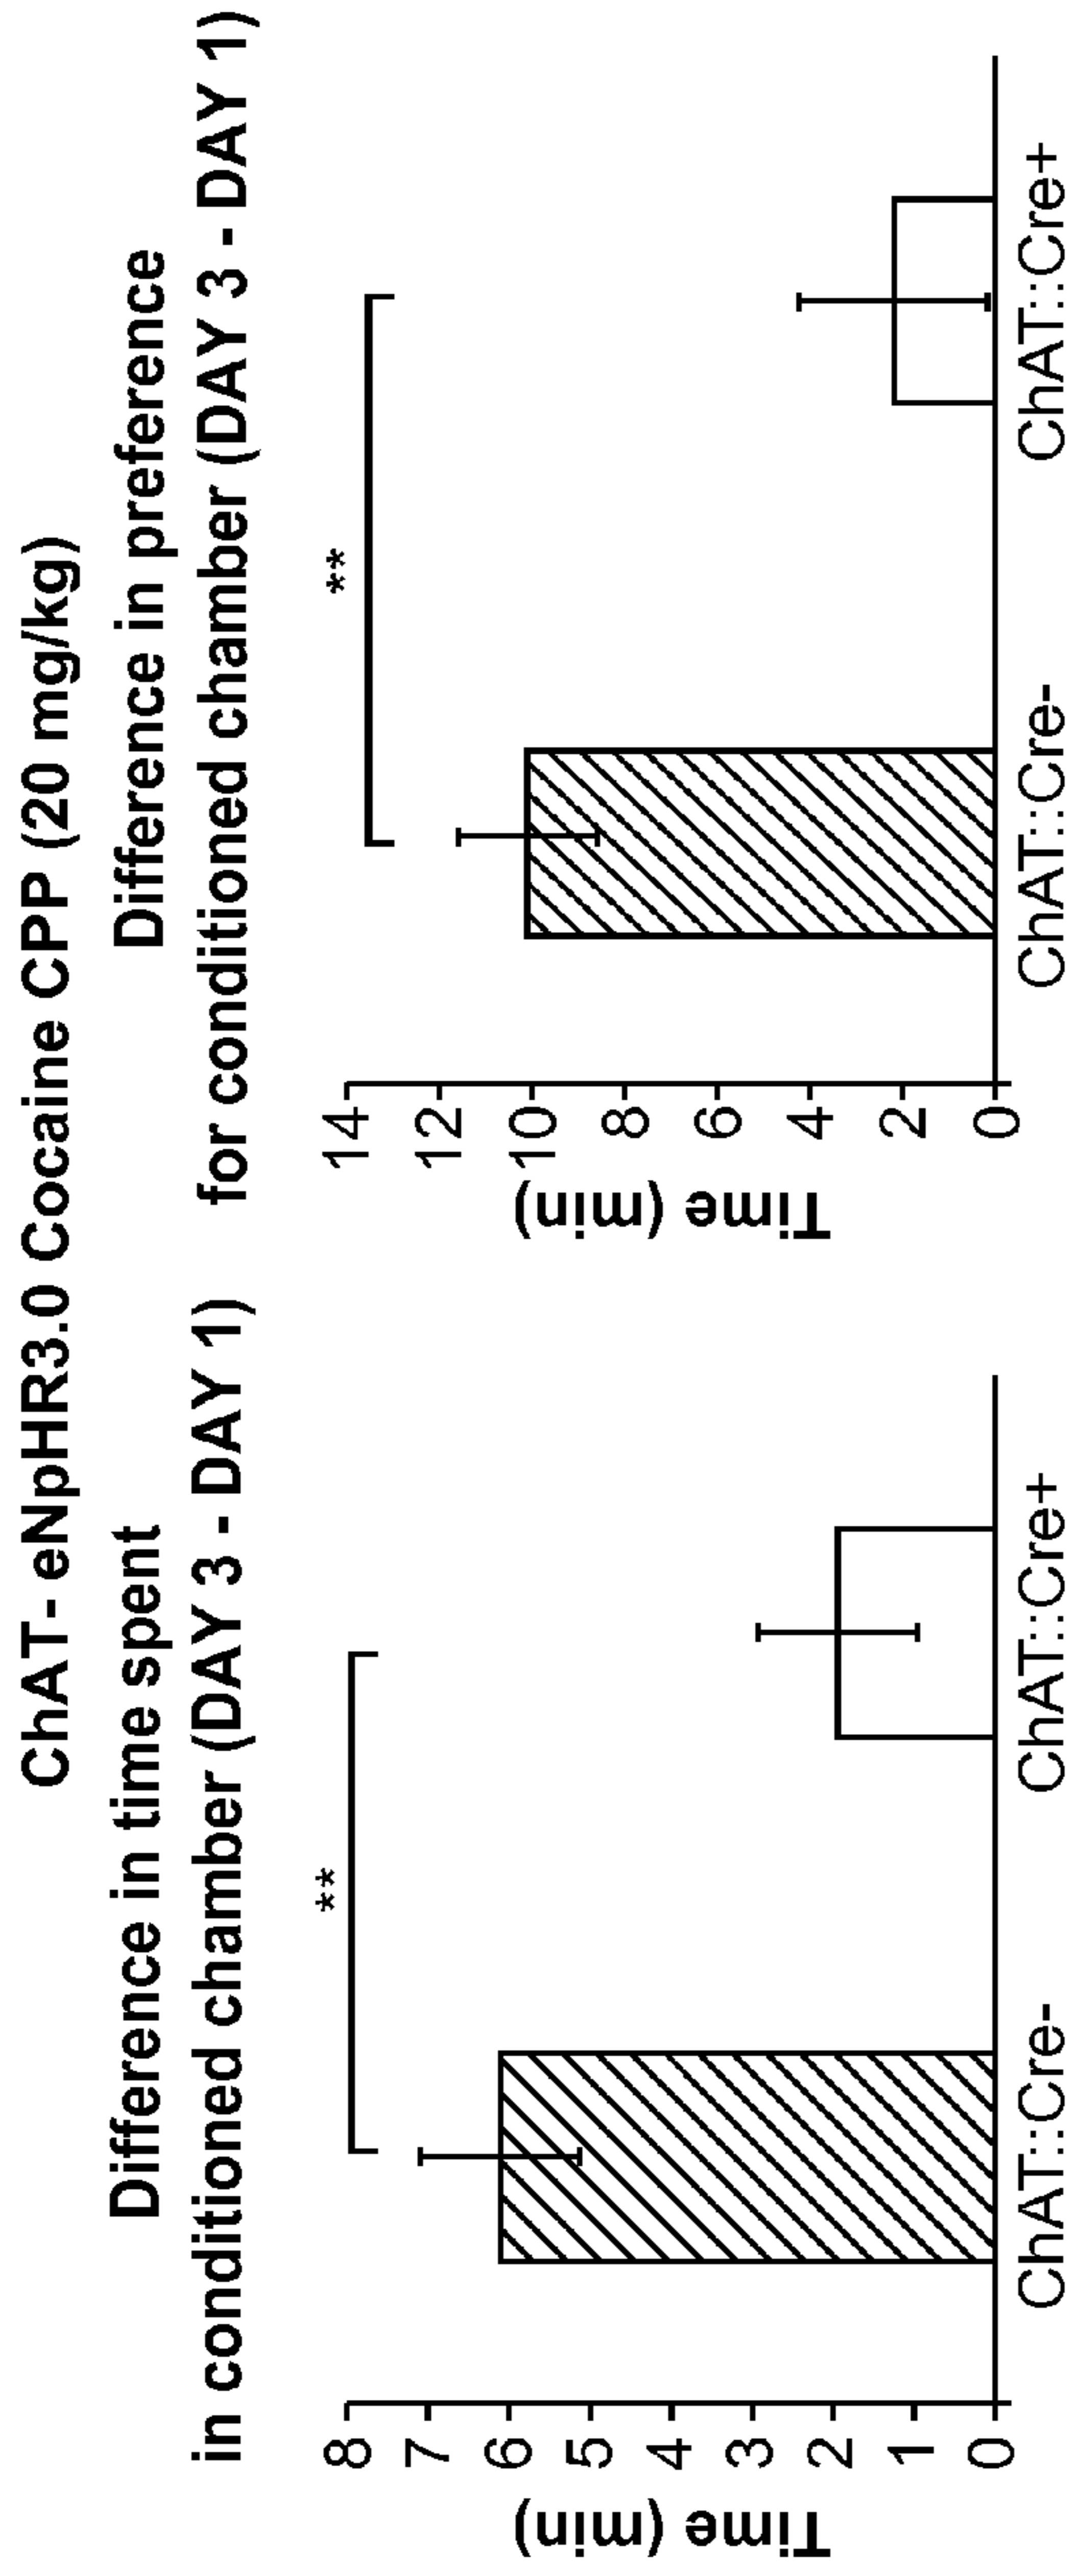 ChAT- eNpHR3.0 Cocaine CPP (20 mg/kg)
Difference in time spent
in conditioned chamber (DAY 3 - DAY 1)
**
Time (min)
8
7
6
5
4
3
2
1
0
ChAT::Cre-
ChAT::Cre+
Difference in preference
for conditioned chamber (DAY 3 - DAY 1)
**
Time (min)
14
12
10
8
6
4
2
0
ChAT::Cre-
ChAT::Cre+